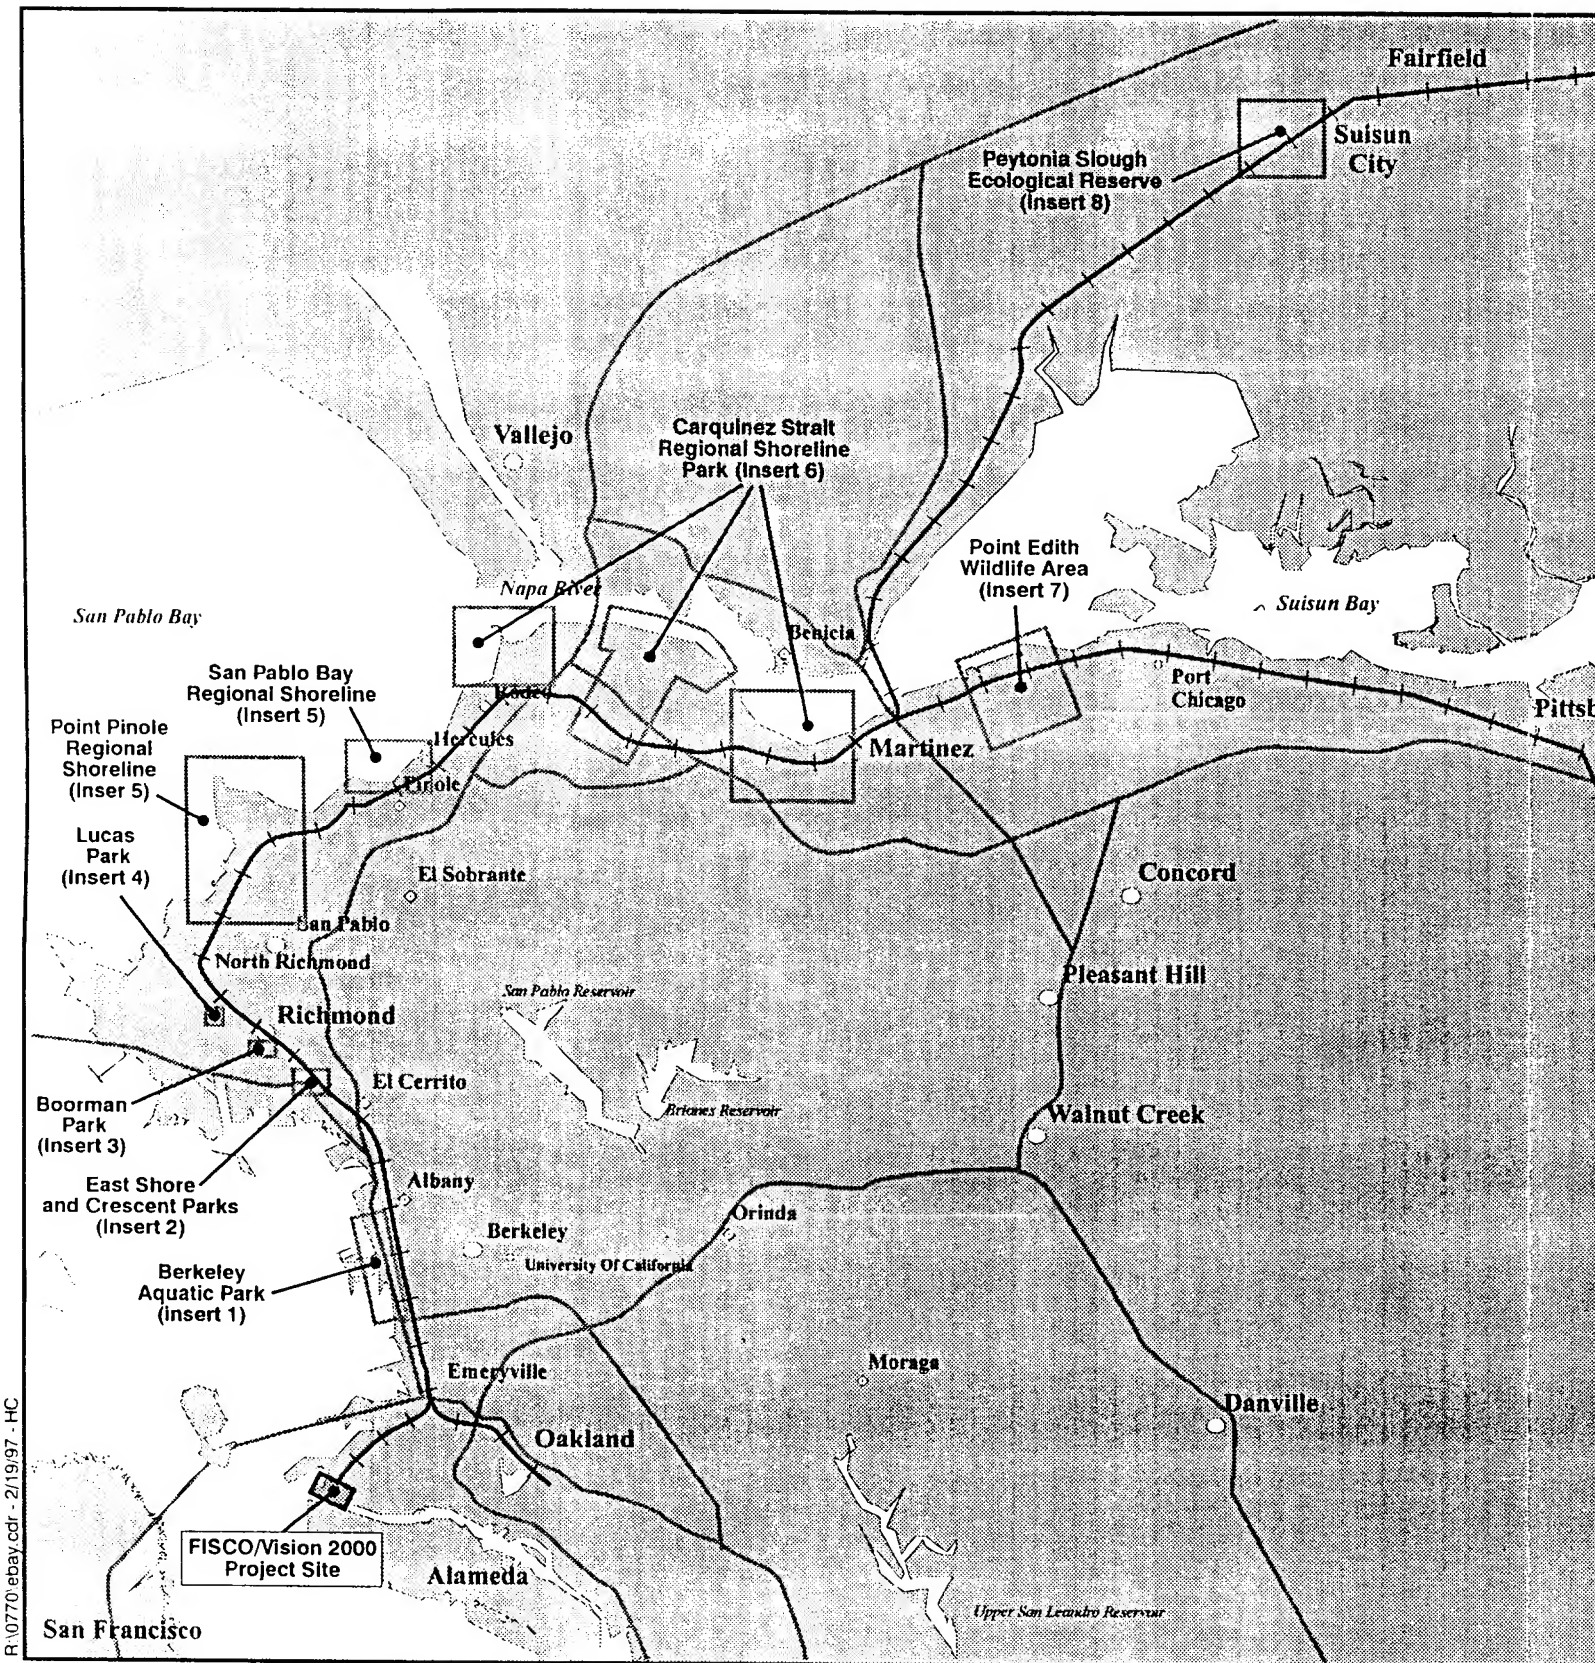 Fairfield
Suisun
City
Peytonia Slough
Ecological Reserve
(Insert 8)
Vallejo
Carquinez Strait
Regional Shoreline
Park (Insert 6)
Point Edith
Wildlife Area
(Insert 7)
Napa River
San Pablo Bay
Suisun Bay
Benicia
San Pablo Bay
Regional Shoreline
(Insert 5)
Rodeo
Port
Chicago
Pittsb
Point Pinole
Regional
Shoreline
(Inser 5)
Hercules
Martinez
Pinole
Lucas
Park
(Insert 4)
El Sobrante
Concord
San Pablo
North Richmond
Pleasant Hill
San Pablo Reservoir
Richmond
El Cerrito
Boorman
Park
(Insert 3)
Briones Reservoir
Walnut Creek
East Shore
and Crescent Parks
(Insert 2)
Albany
Orinda
Berkeley
University Of California
Berkeley
Aquatic Park
(insert 1)
Emeryville
Moraga
Danville
Oakland
FISCO/Vision 2000
Project Site
Alameda
Upper San Leandro Reservoir
San Francisco
R:\0770\ebay.cdr - 2/19/97 - HC